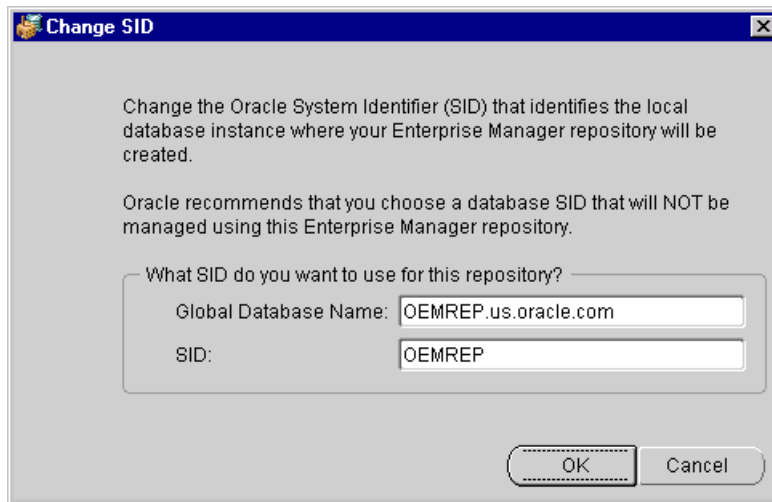 Change SID
Change the Oracle System Identifier (SID) that identifies the local
database instance where your Enterprise Manager repository will be
created.
Oracle recommends that you choose a database SID that will NOT be
managed using this Enterprise Manager repository.
What SID do you want to use for this repository?
Global Database Name: OEMREP.us.oracle.com
SID: OEMREP
OK Cancel